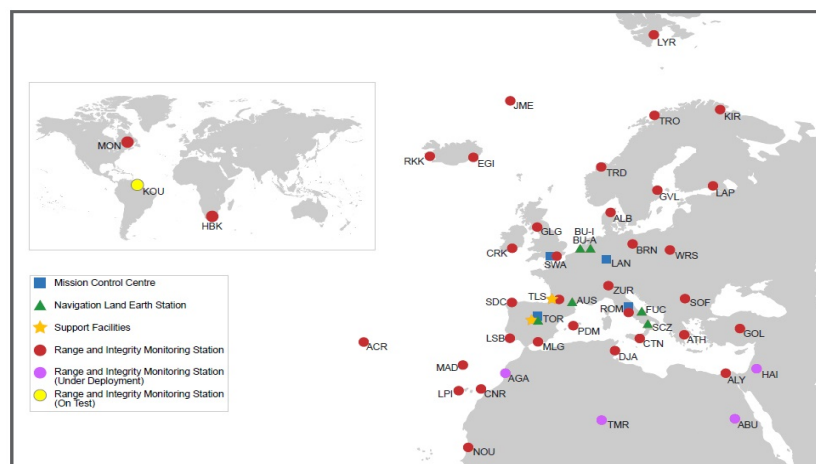 LYR
JME
TRO
KIR
MON
RKK
EGI
TRD
KOU
GVL
LAP
HBK
ALB
GLG
BU-I
BU-A
CRK
BRN
WRS
SWA
LAN
Mission Control Centre
Navigation Land Earth Station
Support Facilities
Range and Integrity Monitoring Station
Range and Integrity Monitoring Station
(Under Deployment)
Range and Integrity Monitoring Station
(On Test)
ZUR
TLS
AUS
SDC
ROM
FUC
SOF
TOR
SCZ
PDM
GOL
ACR
LSB
MLG
CTN
ATH
DJA
MAD
AGA
ALY
HAI
LPI
CNR
TMR
ABU
NOU